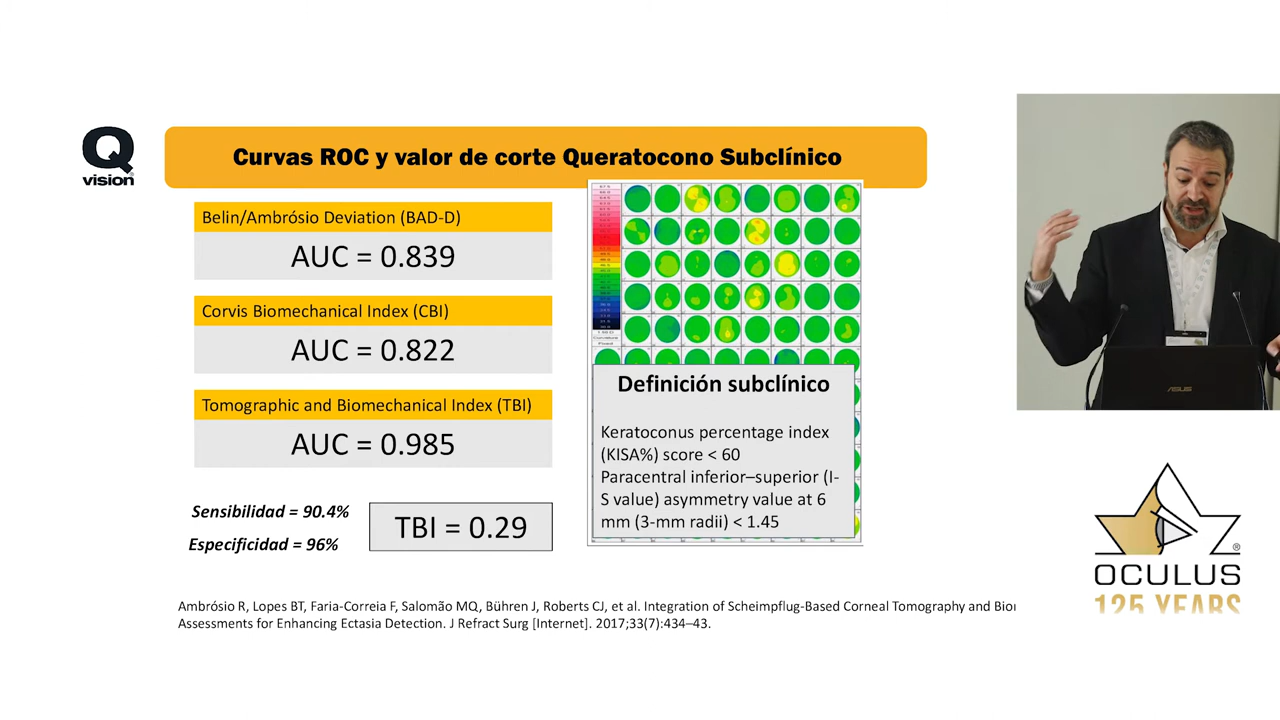 Q
vision
Curvas ROC y valor de corte Queratocono Subclínico
Belin/Ambrósio Deviation (BAD-D)
AUC = 0.839
Corvis Biomechanical Index (CBI)
AUC = 0.822
Tomographic and Biomechanical Index (TBI)
AUC = 0.985
Sensibilidad = 90.4%
Especificidad = 96%
TBI = 0.29
Definición subclínico
Keratoconus percentage index
(KISA%) score < 60
Paracentral inferior–superior (I-
S value) asymmetry value at 6
mm (3-mm radii) < 1.45
Ambrósio R, Lopes BT, Faria-Correia F, Salomão MQ, Bühren J, Roberts CJ, et al. Integration of Scheimpflug-Based Corneal Tomography and
Assessments for Enhancing Ectasia Detection. J Refract Surg [Internet]. 2017;33(7):434–43.
ASUS
®
OCULUS
125 YEARS